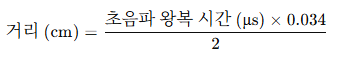 거리 (cm) = 초음파 왕복 시간 (μs) × 0.034
2